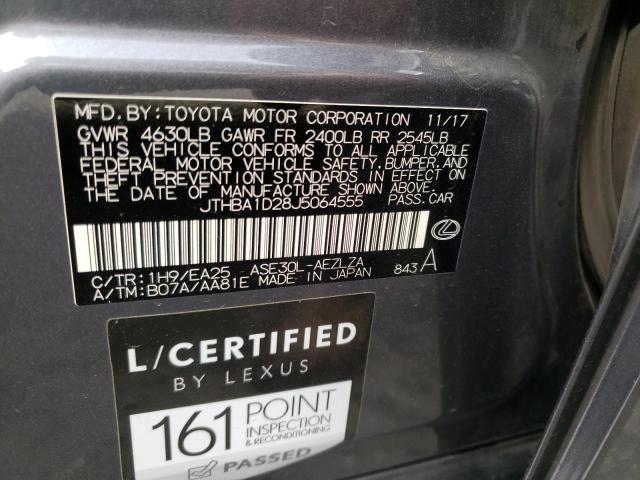 MFD. BY: TOYOTA MOTOR CORPORATION 11/17
GVWR 4630LB GAWR FR 2400LB RR 2545LB
THIS VEHICLE CONFORMS TO ALL APPLICABLE
FEDERAL MOTOR VEHICLE SAFETY, BUMPER, AND
THEFT PREVENTION STANDARDS IN EFFECT ON
THE DATE OF MANUFACTURE SHOWN ABOVE.
JTHBA1D28J5064555 PASS. CAR
C/TR: 1H9/EA25 ASE30L-AEZLZA
A/TM: B07A/AA81E MADE IN JAPAN 843 A
L/CERTIFIED
BY LEXUS
161 POINT
INSPECTION
& RECONDITIONING
PASSED